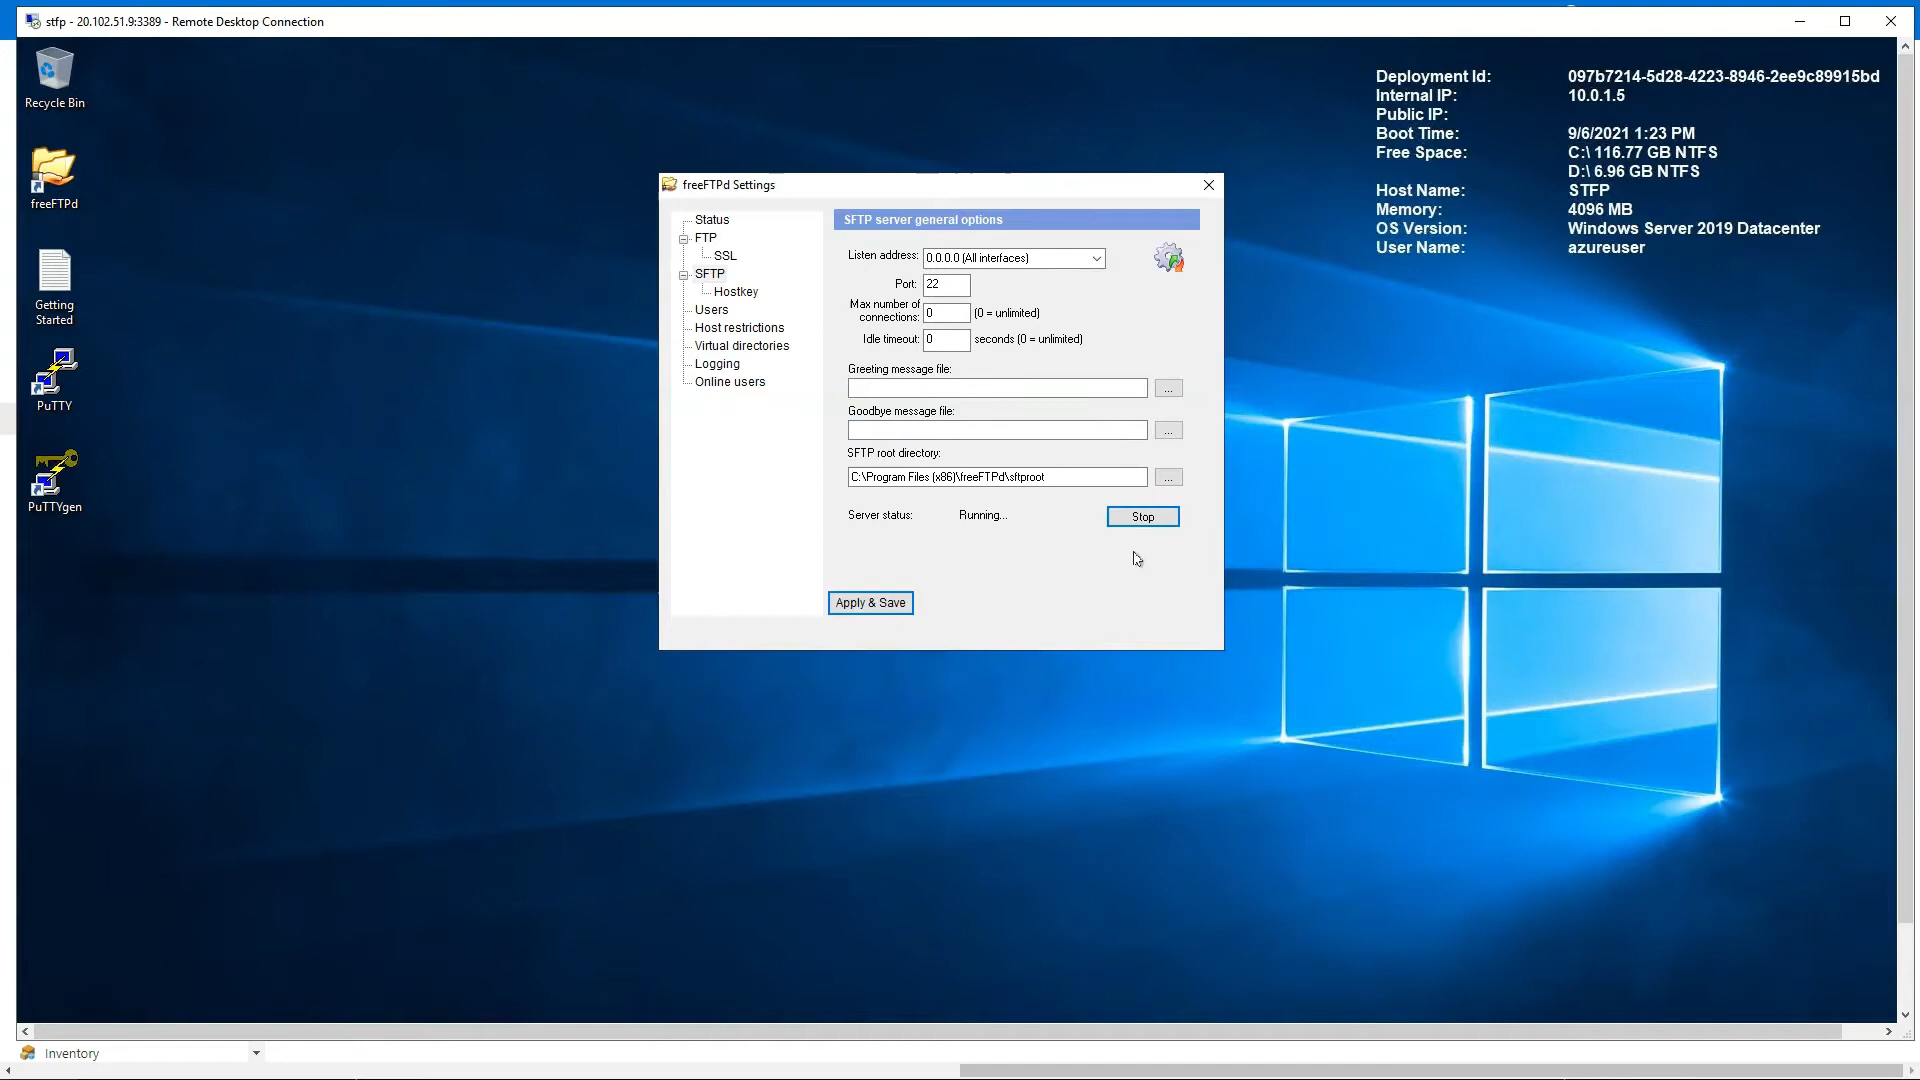 stfp - 20.102.51.9:3389 - Remote Desktop Connection
Recycle Bin
freeFTPd
Getting
Started
PuTTY
PuTTYgen
Deployment Id: 097b7214-5d28-4223-8946-2ee9c89915bd
Internal IP: 10.0.1.5
Public IP:
Boot Time: 9/6/2021 1:23 PM
Free Space: C:\ 116.77 GB NTFS
D:\ 6.96 GB NTFS
Host Name: STFP
Memory: 4096 MB
OS Version: Windows Server 2019 Datacenter
User Name: azureuser
freeFTPd Settings
Status
FTP
SSL
SFTP
Hostkey
Users
Host restrictions
Virtual directories
Logging
Online users
SFTP server general options
Listen address: 0.0.0.0 (All interfaces)
Port: 22
Max number of
connections: 0 (0 = unlimited)
Idle timeout: 0 seconds (0 = unlimited)
Greeting message file:
...
Goodbye message file:
...
SFTP root directory:
C:\Program Files (x86)\freeFTPd\sftproot ...
Server status: Running... Stop
Apply & Save
Inventory